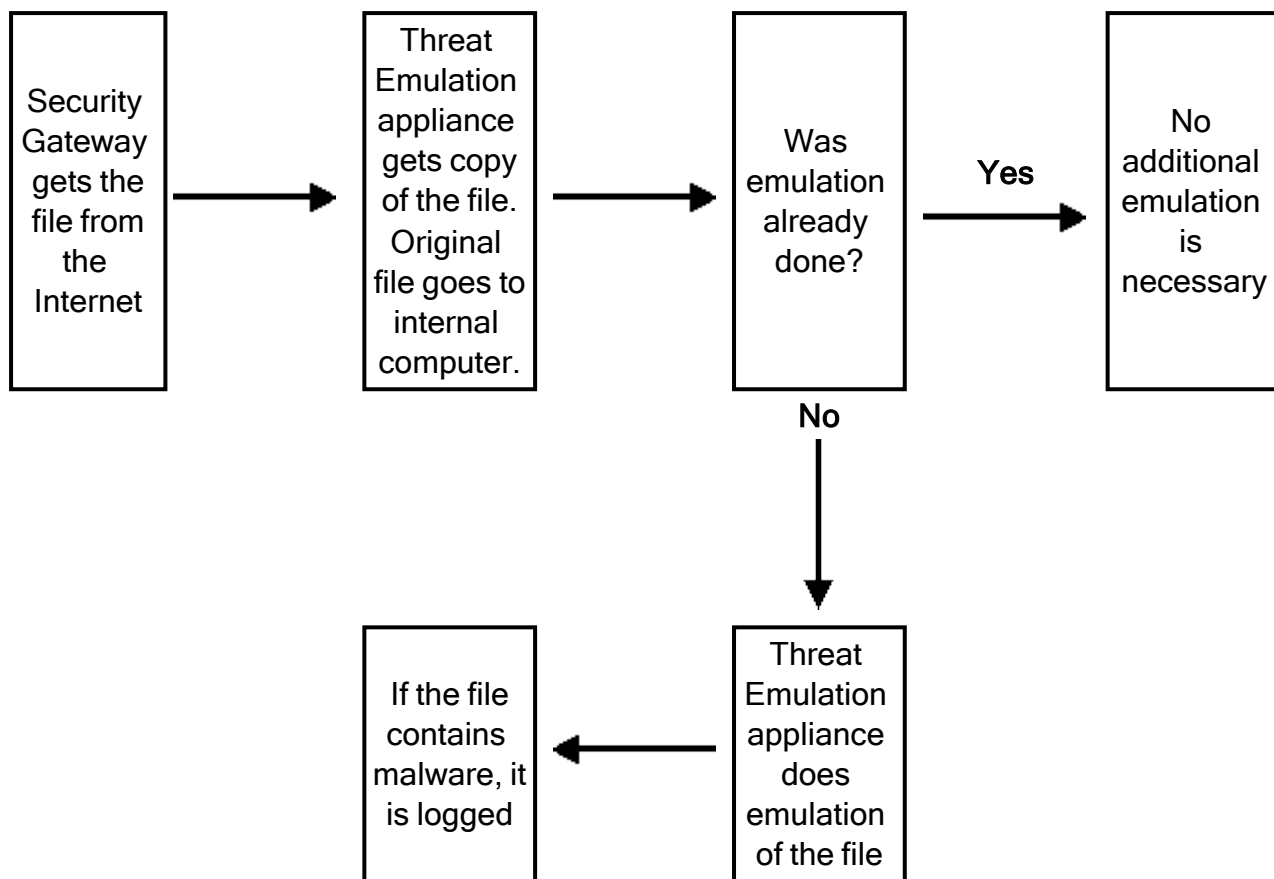 Security
Gateway
gets the
file from
the
Internet
Threat
Emulation
appliance
gets copy
of the file.
Original
file goes to
internal
computer.
Was
emulation
already
done?
Yes
No
additional
emulation
is
necessary
No
Threat
Emulation
appliance
does
emulation
of the file
If the file
contains
malware, it
is logged